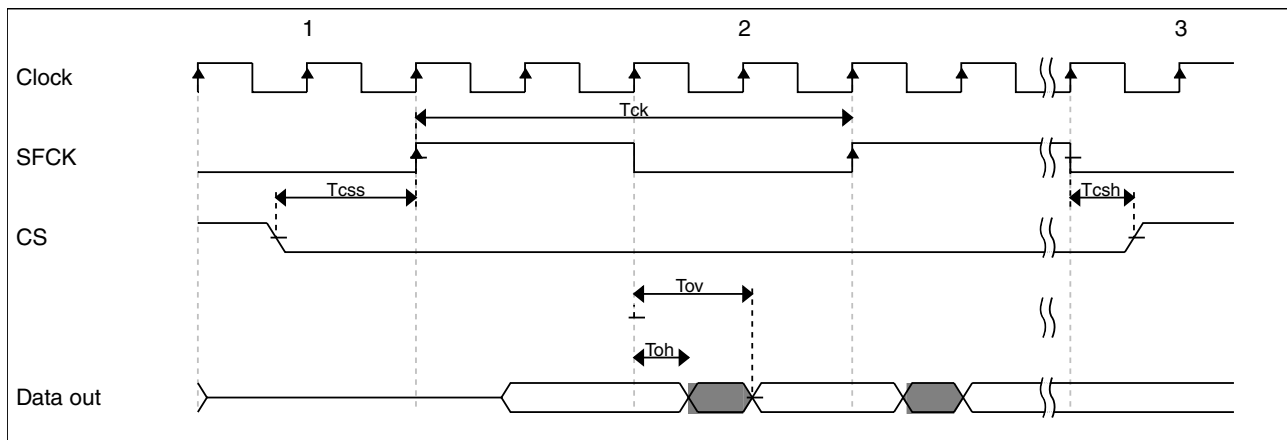 1 2 3
Clock
Tck
SFCK
Tcss Tcsh
CS
Tov
Toh
Data out